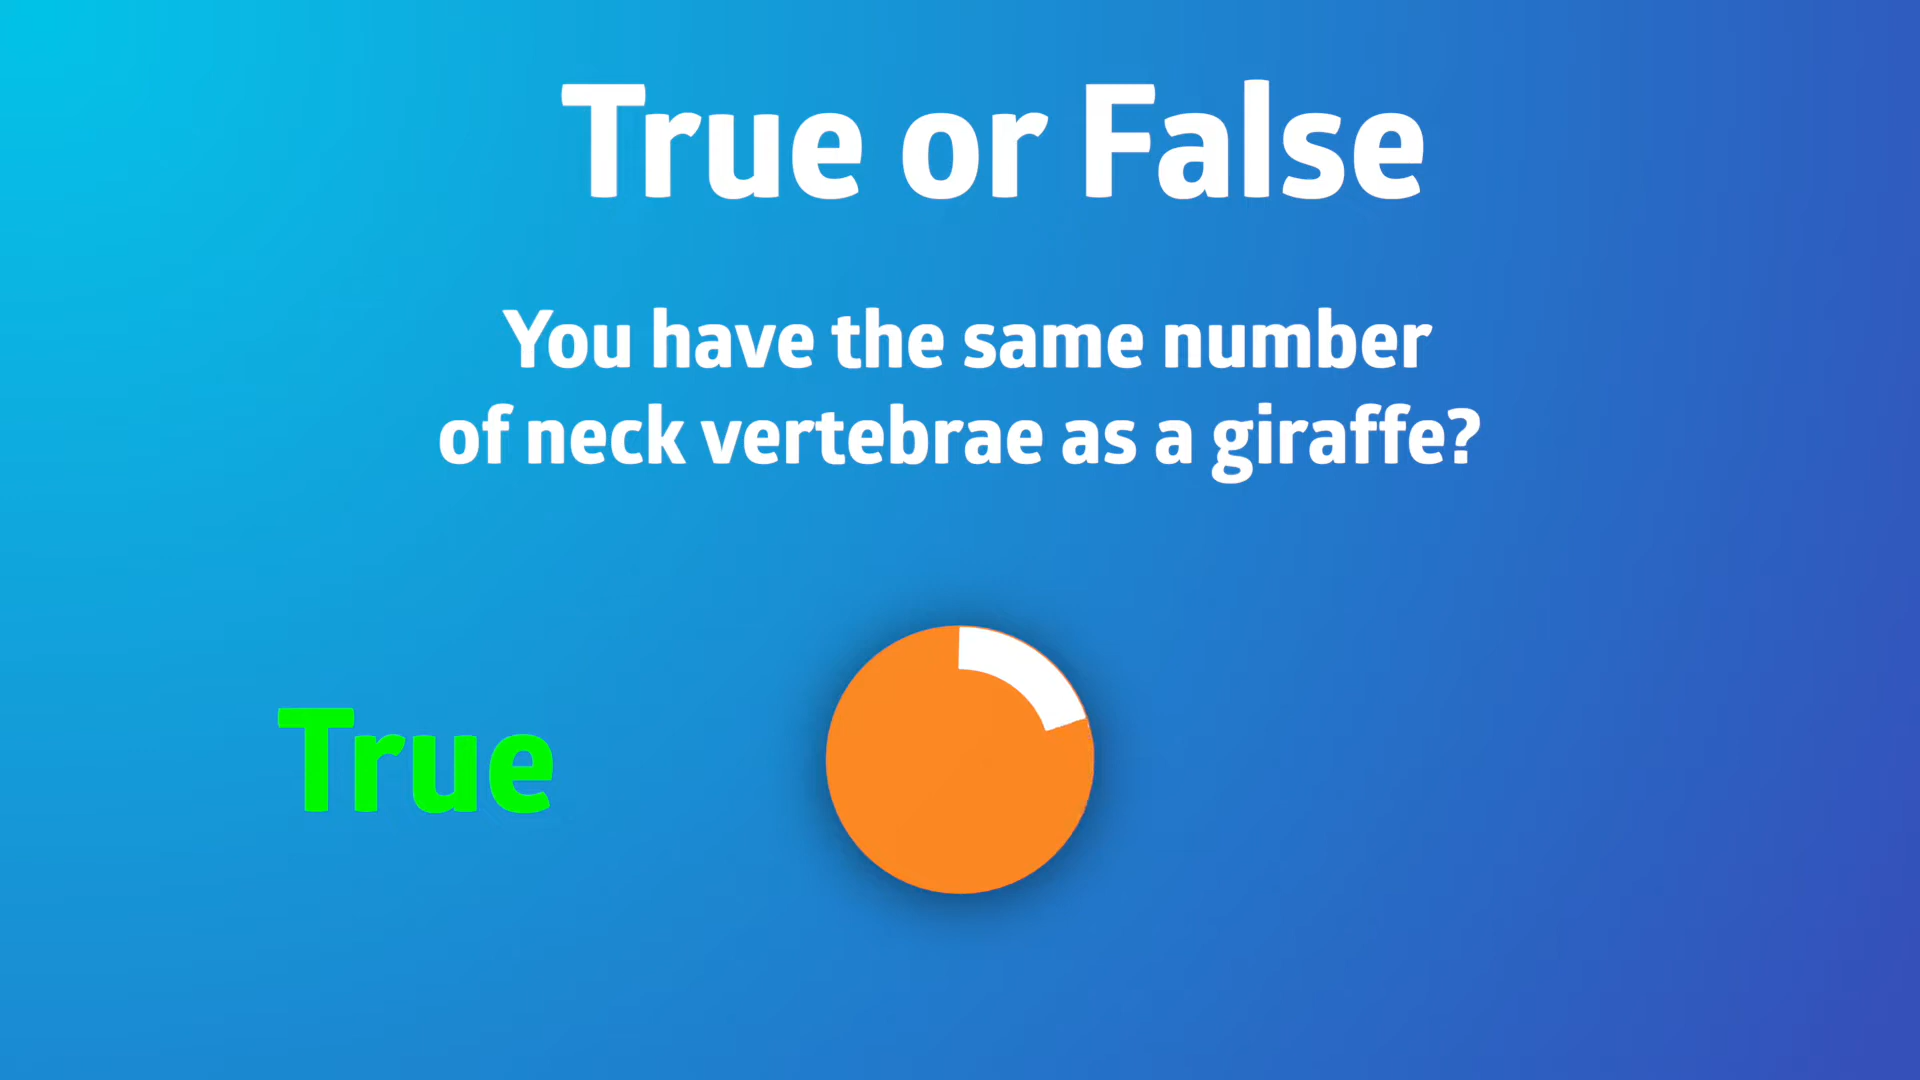 True or False
You have the same number
of neck vertebrae as a giraffe?
True